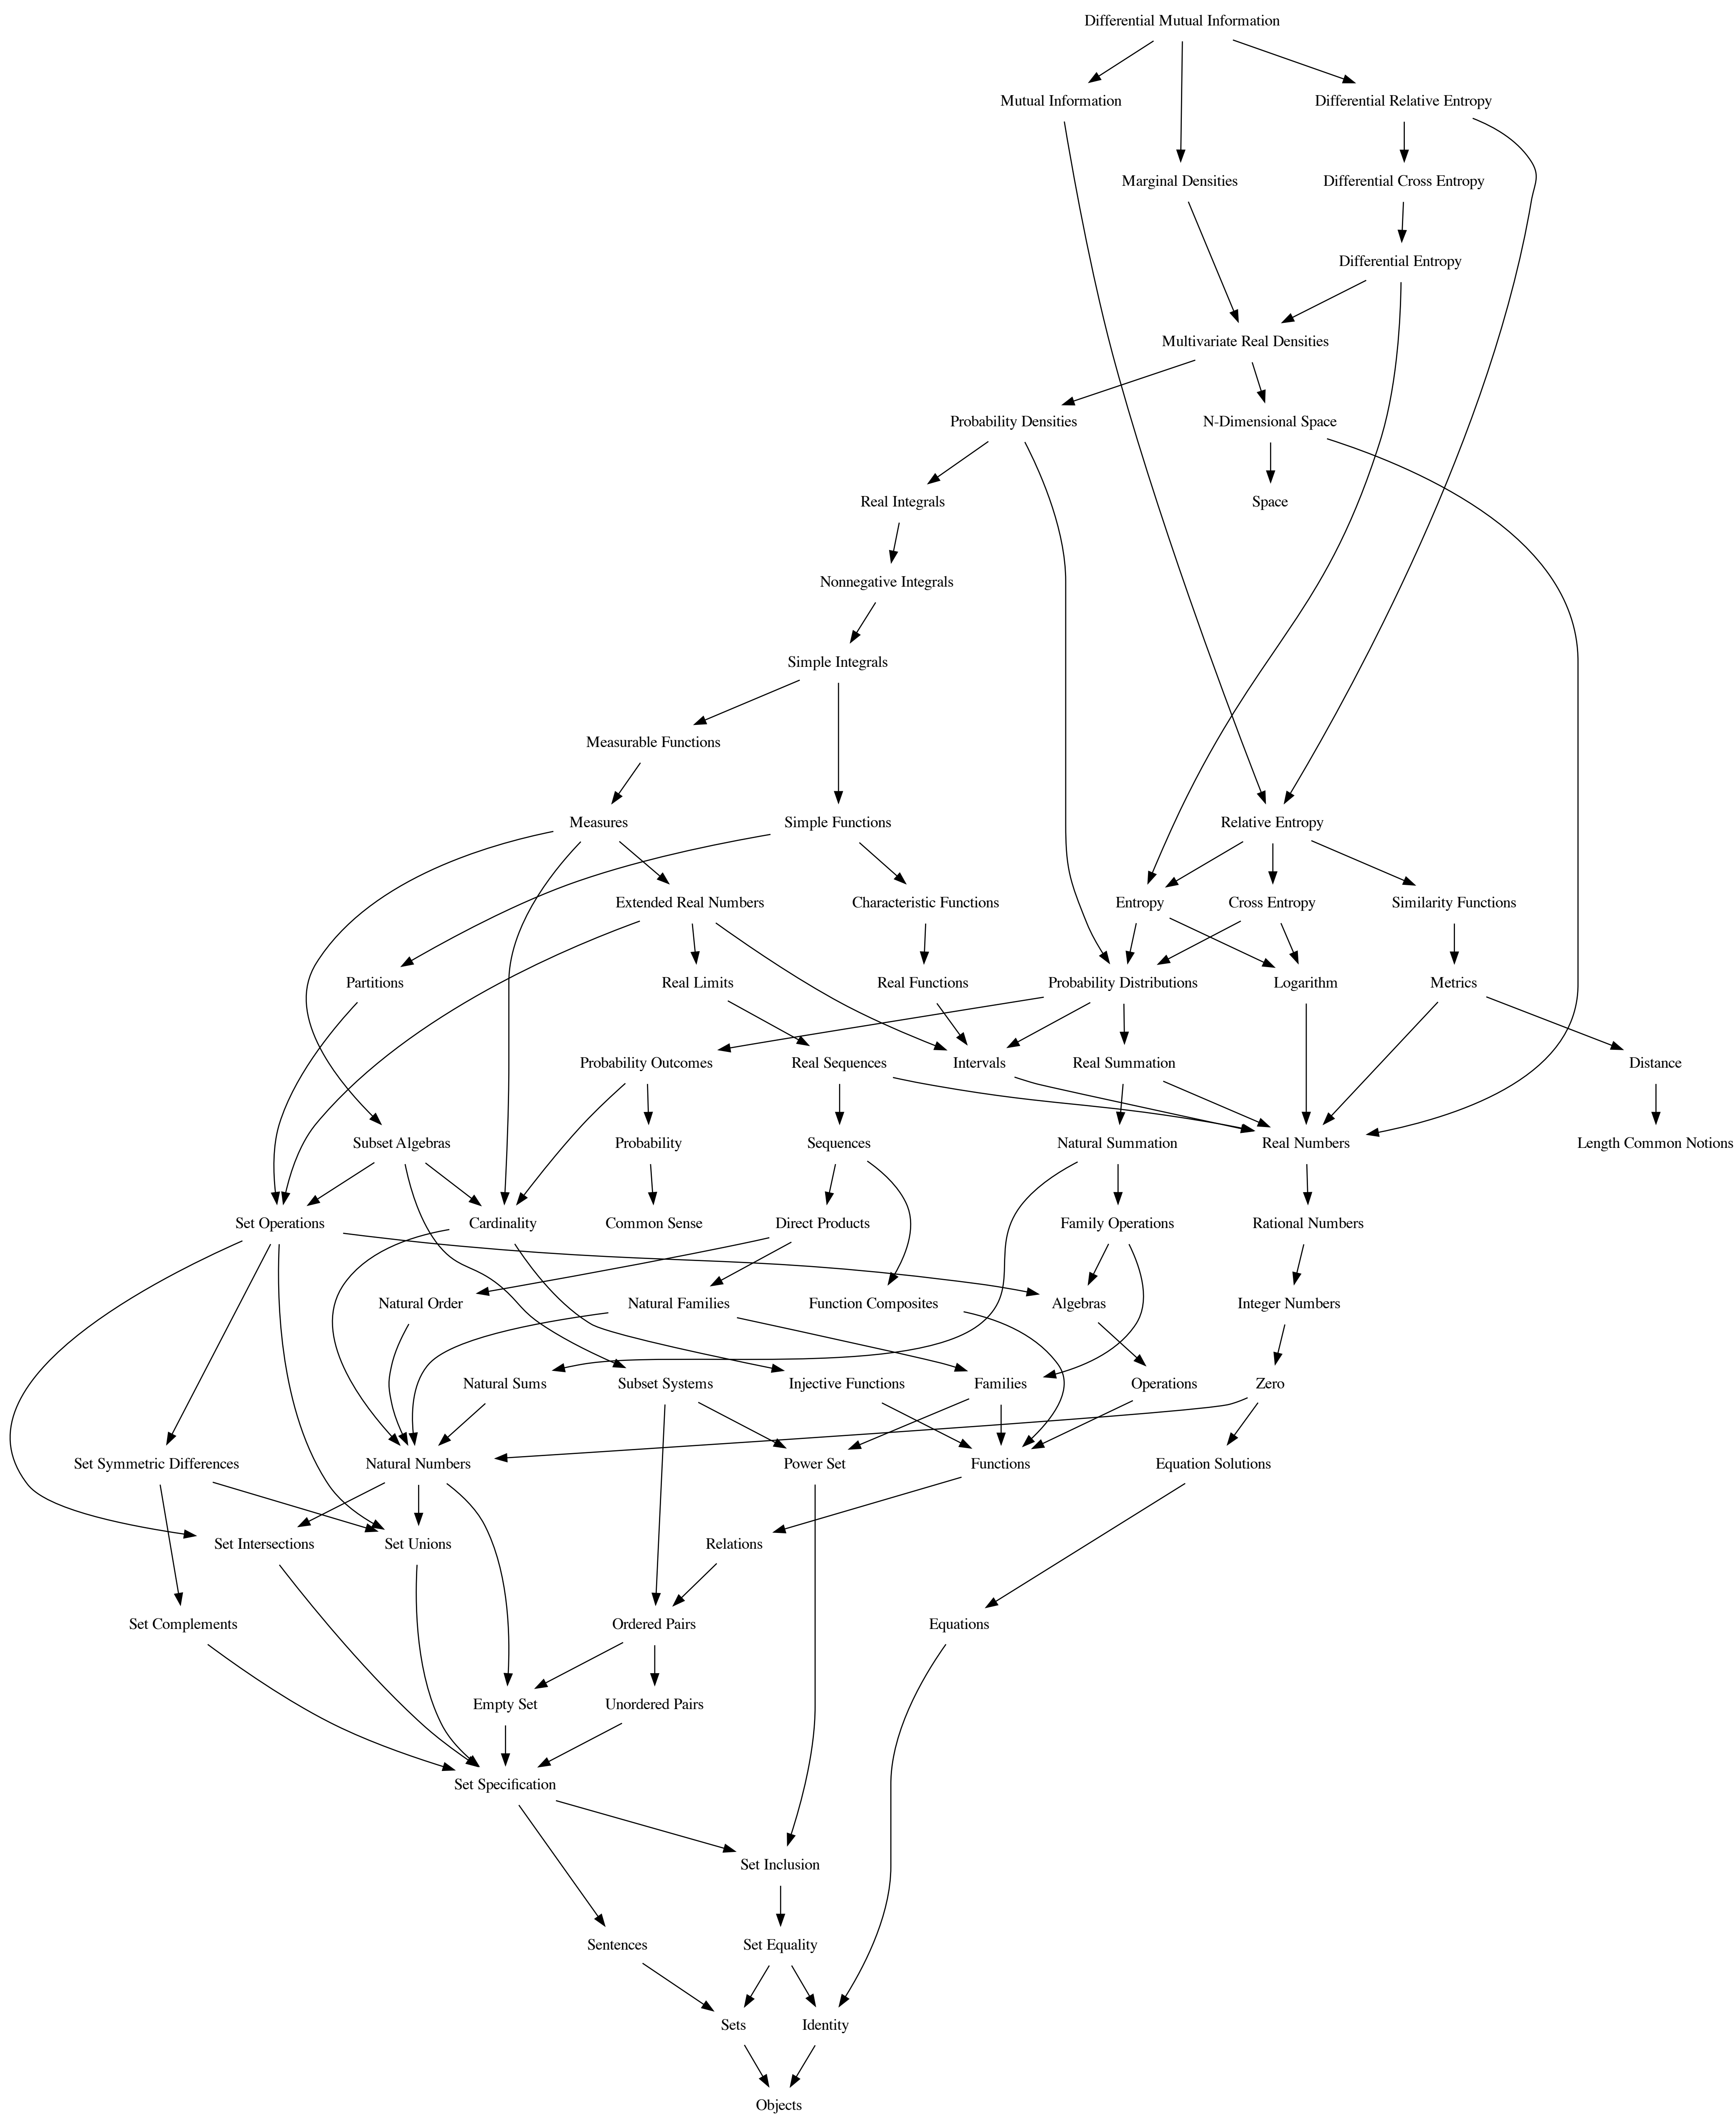 Differential Mutual Information
Mutual Information
Differential Relative Entropy
Marginal Densities
Differential Cross Entropy
Differential Entropy
Multivariate Real Densities
Probability Densities
N-Dimensional Space
Real Integrals
Space
Nonnegative Integrals
Simple Integrals
Measurable Functions
Measures
Simple Functions
Relative Entropy
Extended Real Numbers
Characteristic Functions
Entropy
Cross Entropy
Similarity Functions
Partitions
Real Limits
Real Functions
Probability Distributions
Logarithm
Metrics
Probability Outcomes
Real Sequences
Intervals
Real Summation
Distance
Subset Algebras
Probability
Sequences
Natural Summation
Real Numbers
Length Common Notions
Set Operations
Cardinality
Common Sense
Direct Products
Family Operations
Rational Numbers
Natural Order
Natural Families
Function Composites
Algebras
Integer Numbers
Natural Sums
Subset Systems
Injective Functions
Families
Operations
Zero
Set Symmetric Differences
Natural Numbers
Power Set
Functions
Equation Solutions
Set Intersections
Set Unions
Relations
Set Complements
Ordered Pairs
Equations
Empty Set
Unordered Pairs
Set Specification
Set Inclusion
Sentences
Set Equality
Sets
Identity
Objects